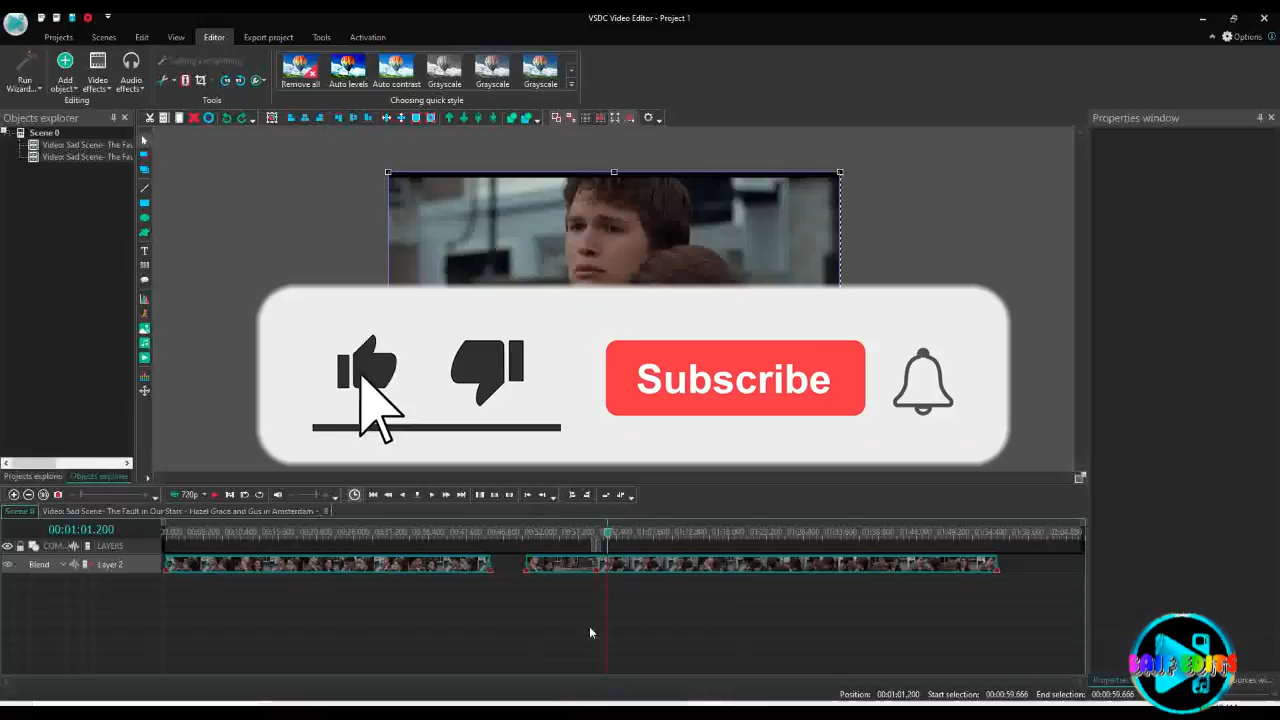 VSDC Video Editor - Project 1
Projects Scenes Edit View Editor Export project Tools Activation
Options
Run Wizard...
Add object
Video effects
Audio effects
Editing
Tools
Remove all Auto levels Auto contrast Grayscale Grayscale Grayscale
Choosing quick style
Objects explorer
Properties window
Scene 0
Video: Sad Scene- The Fau
Video: Sad Scene- The Fau
Subscribe
Projects explorer Objects explorer
720p
Scene 0 Video: Sad Scene- The Fault in Our Stars - Hazel Grace and Gus in Amsterdam -
00:01:01.200
COM... LAYERS
Blend Layer 2
SAIF EDITS
Position: 00:01:01.200 Start selection: 00:00:59.666 End selection: 00:00:59.666